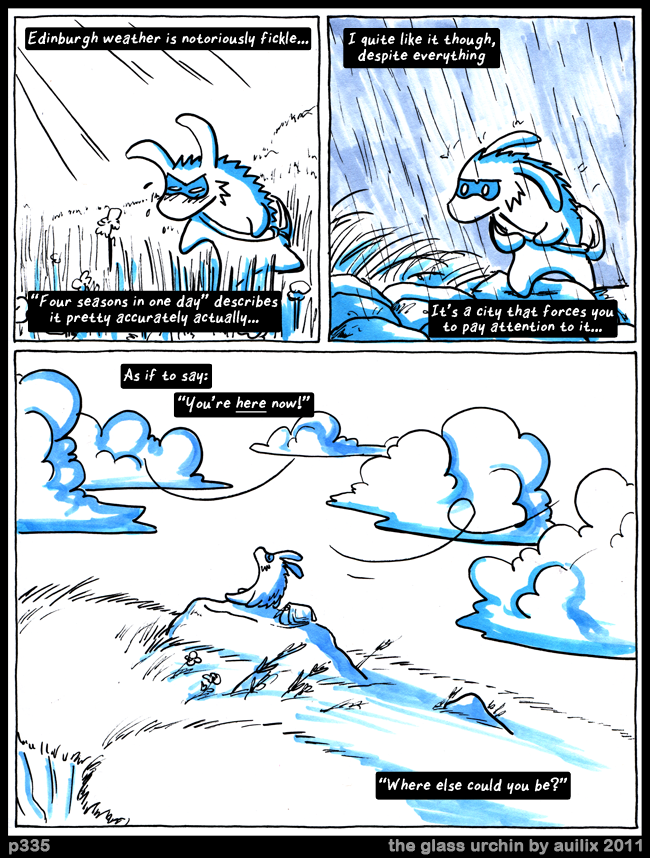 Edinburgh weather is notoriously fickle...
"Four seasons in one day" describes
it pretty accurately actually...
I quite like it though,
despite everything
It's a city that forces you
to pay attention to it...
As if to say:
"You're here now!"
"Where else could you be?"
p335
the glass urchin by auilix 2011